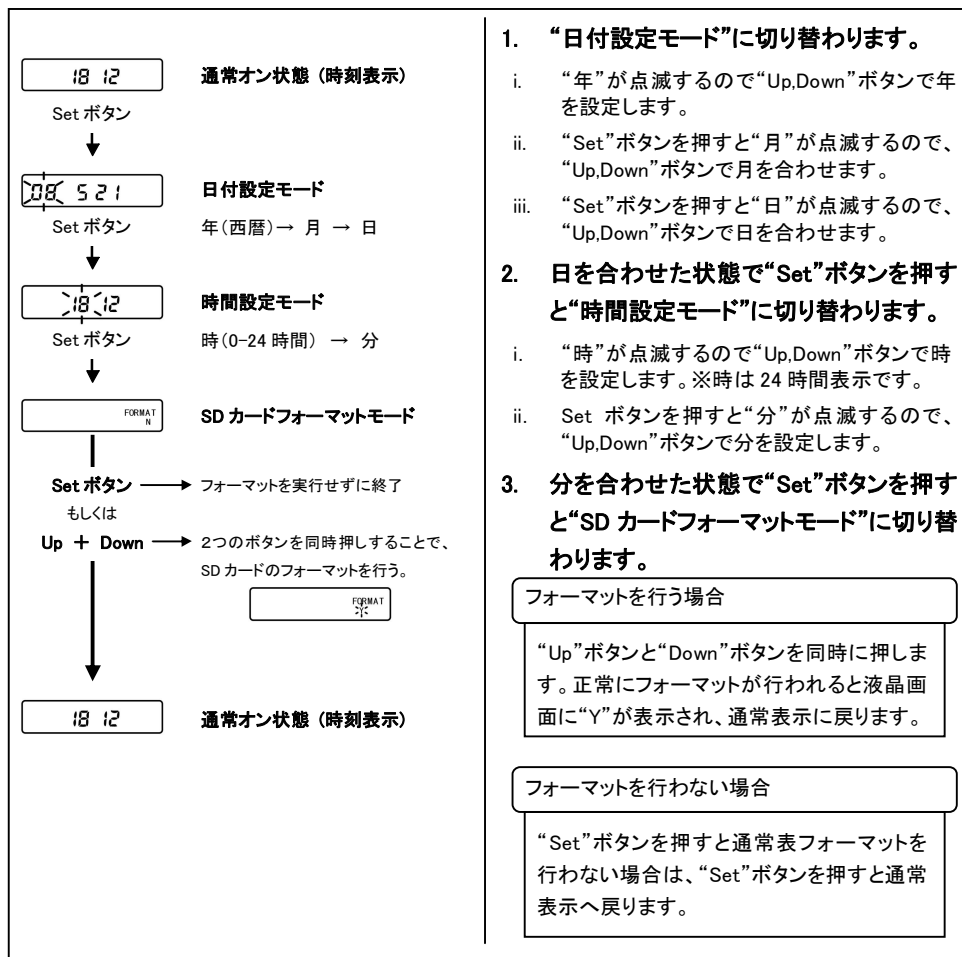 18 12
通常オン状態（時刻表示）
Set ボタン
08 5 21
日付設定モード
Set ボタン
年（西暦）→ 月 → 日
18 12
時間設定モード
Set ボタン
時（0-24 時間） → 分
FORMAT
N
SD カードフォーマットモード
Set ボタン
フォーマットを実行せずに終了
もしくは
Up ＋ Down
２つのボタンを同時押しすることで、
SD カードのフォーマットを行う。
FORMAT
18 12
通常オン状態（時刻表示）
1. “日付設定モード”に切り替わります。
i. “年”が点滅するので“Up,Down”ボタンで年
を設定します。
ii. “Set”ボタンを押すと“月”が点滅するので、
“Up,Down”ボタンで月を合わせます。
iii. “Set”ボタンを押すと“日”が点滅するので、
“Up,Down”ボタンで日を合わせます。
2. 日を合わせた状態で“Set”ボタンを押す
と“時間設定モード”に切り替わります。
i. “時”が点滅するので“Up,Down”ボタンで時
を設定します。※時は 24 時間表示です。
ii. Set ボタンを押すと“分”が点滅するので、
“Up,Down”ボタンで分を設定します。
3. 分を合わせた状態で“Set”ボタンを押す
と“SD カードフォーマットモード”に切り替
わります。
フォーマットを行う場合
“Up”ボタンと“Down”ボタンを同時に押しま
す。正常にフォーマットが行われると液晶画
面に“Y”が表示され、通常表示に戻ります。
フォーマットを行わない場合
“Set”ボタンを押すと通常表フォーマットを
行わない場合は、“Set”ボタンを押すと通常
表示へ戻ります。